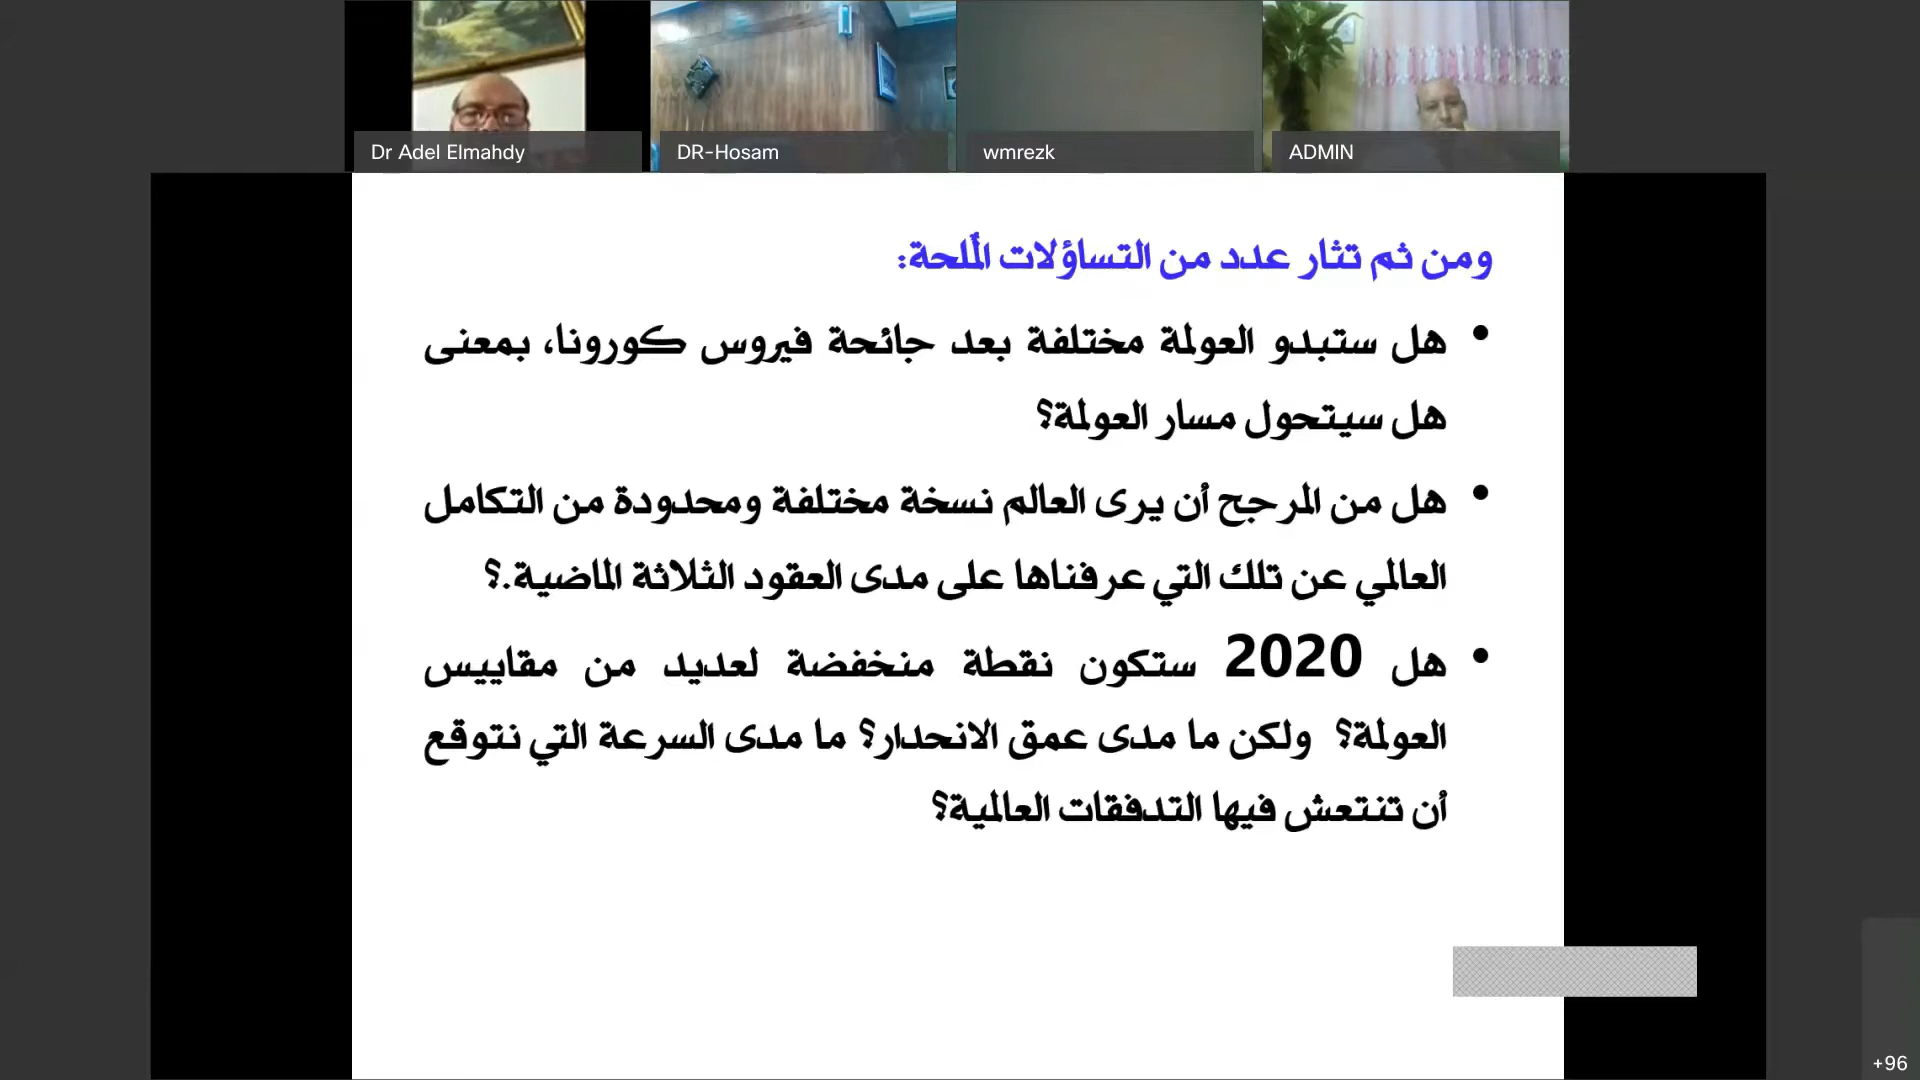 Dr Adel Elmahdy
DR-Hosam
wmrezk
ADMIN
ومن ثم تثار عدد من التساؤلات المُلحة:
• هل ستبدو العولمة مختلفة بعد جائحة فيروس كورونا، بمعنى
هل سيتحول مسار العولمة؟
• هل من المرجح أن يرى العالم نسخة مختلفة ومحدودة من التكامل
العالمي عن تلك التي عرفناها على مدى العقود الثلاثة الماضية.؟
• هل 2020 ستكون نقطة منخفضة لعديد من مقاييس
العولمة؟ ولكن ما مدى عمق الانحدار؟ ما مدى السرعة التي نتوقع
أن تنتعش فيها التدفقات العالمية؟
+96